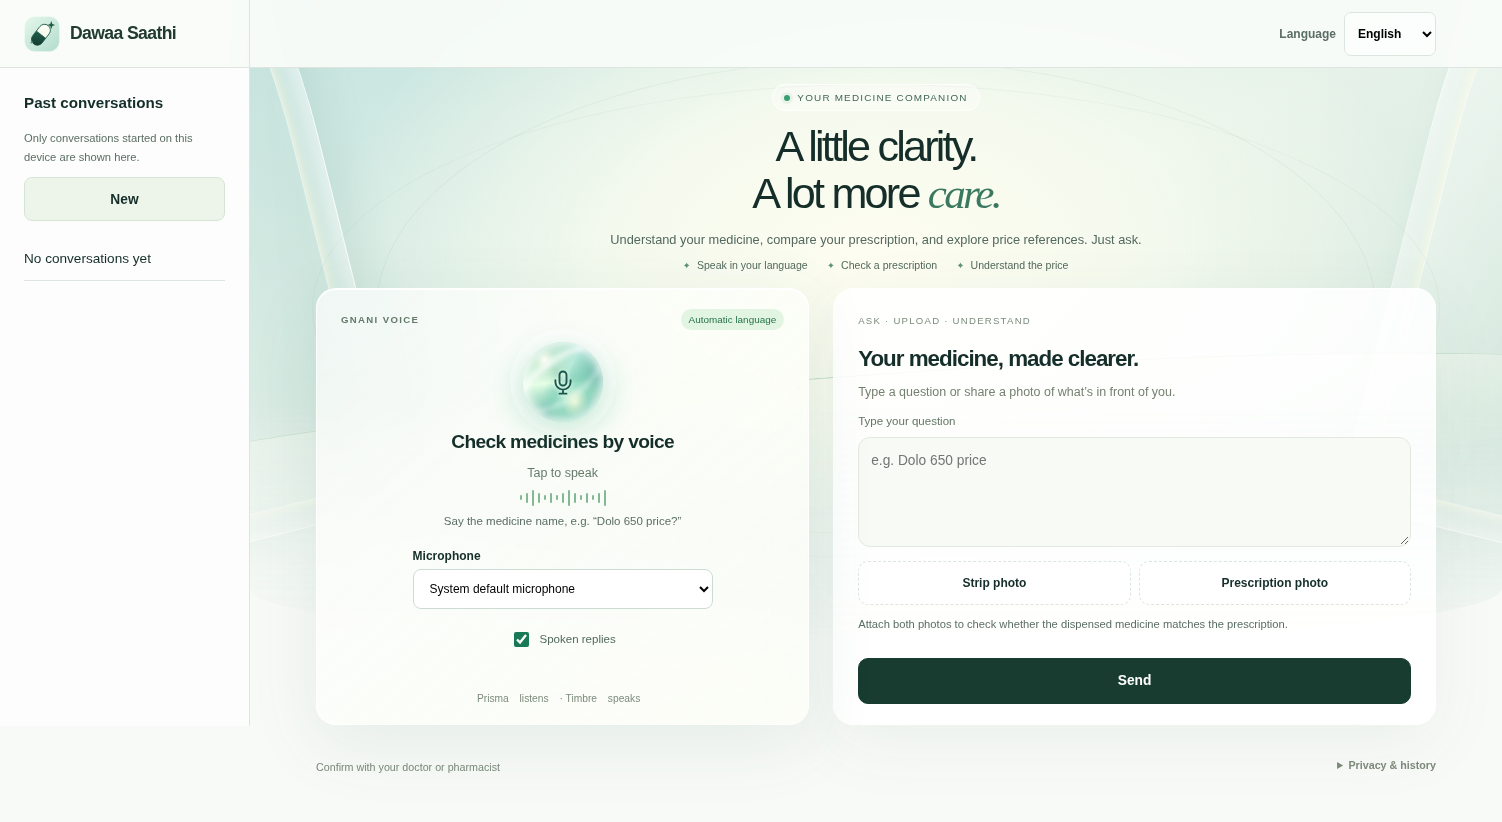 Dawaa Saathi
Language
English
Past conversations
Only conversations started on this
device are shown here.
New
No conversations yet
YOUR MEDICINE COMPANION
A little clarity.
A lot more care.
Understand your medicine, compare your prescription, and explore price references. Just ask.
✦ Speak in your language ✦ Check a prescription ✦ Understand the price
GNANI VOICE
Automatic language
Check medicines by voice
Tap to speak
Say the medicine name, e.g. “Dolo 650 price?”
Microphone
System default microphone
Spoken replies
Prisma listens · Timbre speaks
ASK · UPLOAD · UNDERSTAND
Your medicine, made clearer.
Type a question or share a photo of what's in front of you.
Type your question
e.g. Dolo 650 price
Strip photo
Prescription photo
Attach both photos to check whether the dispensed medicine matches the prescription.
Send
Confirm with your doctor or pharmacist
Privacy & history